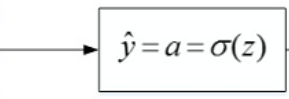 ŷ = a = σ(z)